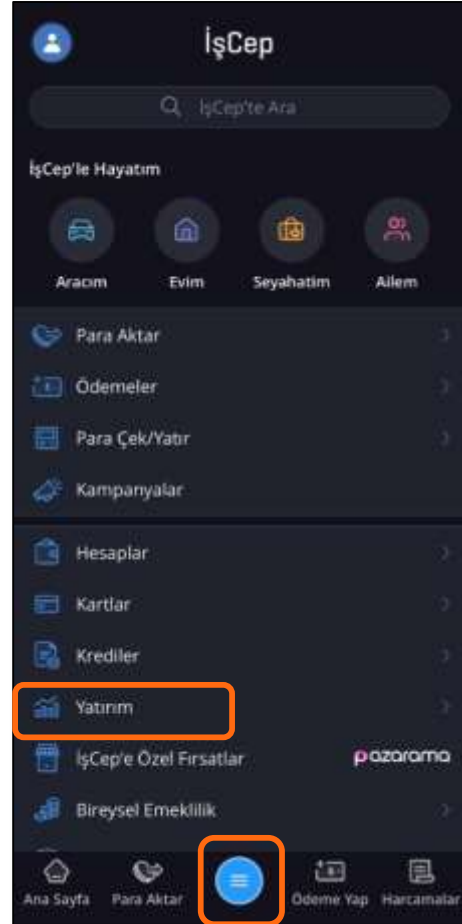 İşCep
İşCep'te Ara
İşCep'le Hayatım
Aracım Evim Seyahatim Ailem
Para Aktar
Ödemeler
Para Çek/Yatır
Kampanyalar
Hesaplar
Kartlar
Krediler
Yatırım
İşCep'e Özel Fırsatlar pazarama
Bireysel Emeklilik
Ana Sayfa Para Aktar Ödeme Yap Harcamalar